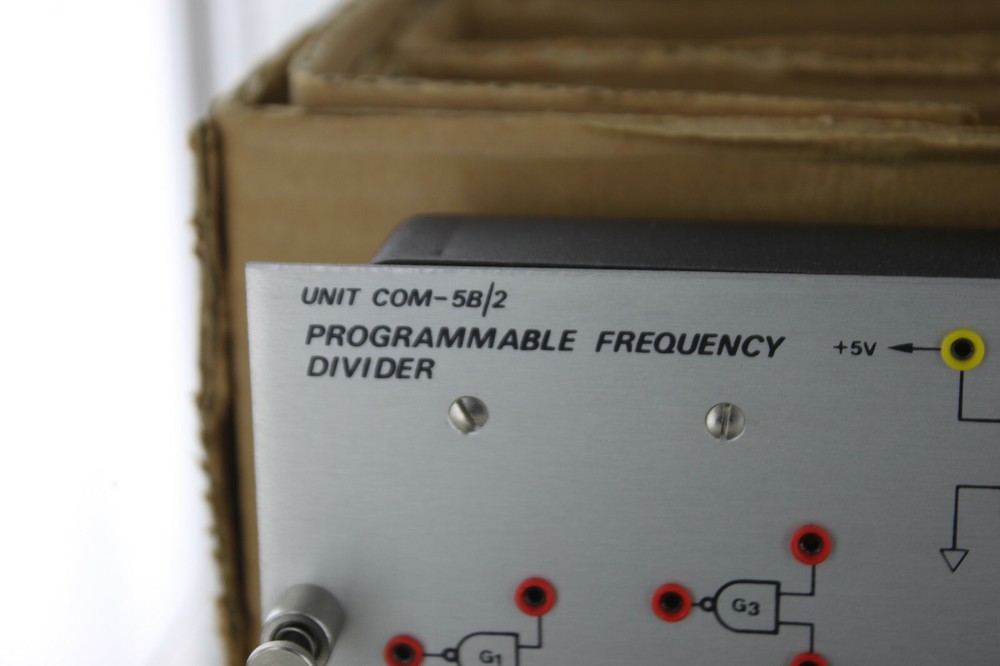 UNIT COM-5B/2
PROGRAMMABLE FREQUENCY
DIVIDER
+5V
G3
G1